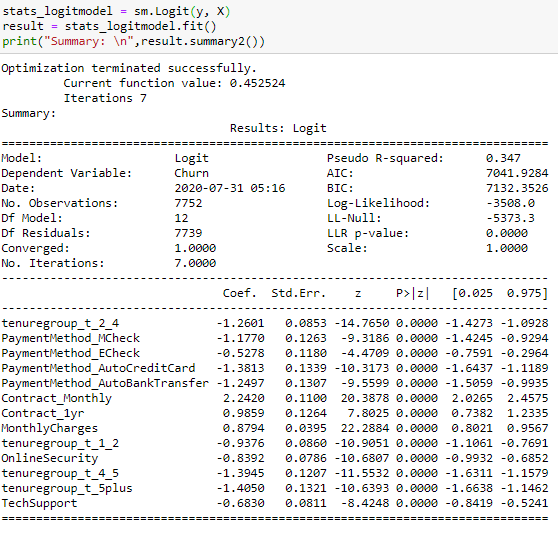 stats_logitmodel = sm.Logit(y, X)
result = stats_logitmodel.fit()
print("Summary: \n",result.summary2())
Optimization terminated successfully.
         Current function value: 0.452524
         Iterations 7
Summary:
                               Results: Logit
==========================================================================
Model:                  Logit                Pseudo R-squared:      0.347
Dependent Variable:     Churn                AIC:                   7041.9284
Date:                   2020-07-31 05:16     BIC:                   7132.3526
No. Observations:       7752                 Log-Likelihood:        -3508.0
Df Model:               12                   LL-Null:               -5373.3
Df Residuals:           7739                 LLR p-value:           0.0000
Converged:              1.0000               Scale:                 1.0000
No. Iterations:         7.0000
--------------------------------------------------------------------------
                              Coef.  Std.Err.    z     P>|z|   [0.025  0.975]
--------------------------------------------------------------------------
tenuregroup_t_2_4             -1.2601   0.0853 -14.7650 0.0000 -1.4273 -1.0928
PaymentMethod_MCheck          -1.1770   0.1263  -9.3186 0.0000 -1.4245 -0.9294
PaymentMethod_ECheck          -0.5278   0.1180  -4.4709 0.0000 -0.7591 -0.2964
PaymentMethod_AutoCreditCard  -1.3813   0.1339 -10.3173 0.0000 -1.6437 -1.1189
PaymentMethod_AutoBankTransfer -1.2497   0.1307  -9.5599 0.0000 -1.5059 -0.9935
Contract_Monthly               2.2420   0.1100  20.3878 0.0000  2.0265  2.4575
Contract_1yr                   0.9859   0.1264   7.8025 0.0000  0.7382  1.2335
MonthlyCharges                 0.8794   0.0395  22.2884 0.0000  0.8021  0.9567
tenuregroup_t_1_2             -0.9376   0.0860 -10.9051 0.0000 -1.1061 -0.7691
OnlineSecurity                -0.8392   0.0786 -10.6807 0.0000 -0.9932 -0.6852
tenuregroup_t_4_5             -1.3945   0.1207 -11.5532 0.0000 -1.6311 -1.1579
tenuregroup_t_5plus           -1.4050   0.1321 -10.6393 0.0000 -1.6638 -1.1462
TechSupport                   -0.6830   0.0811  -8.4248 0.0000 -0.8419 -0.5241
==========================================================================